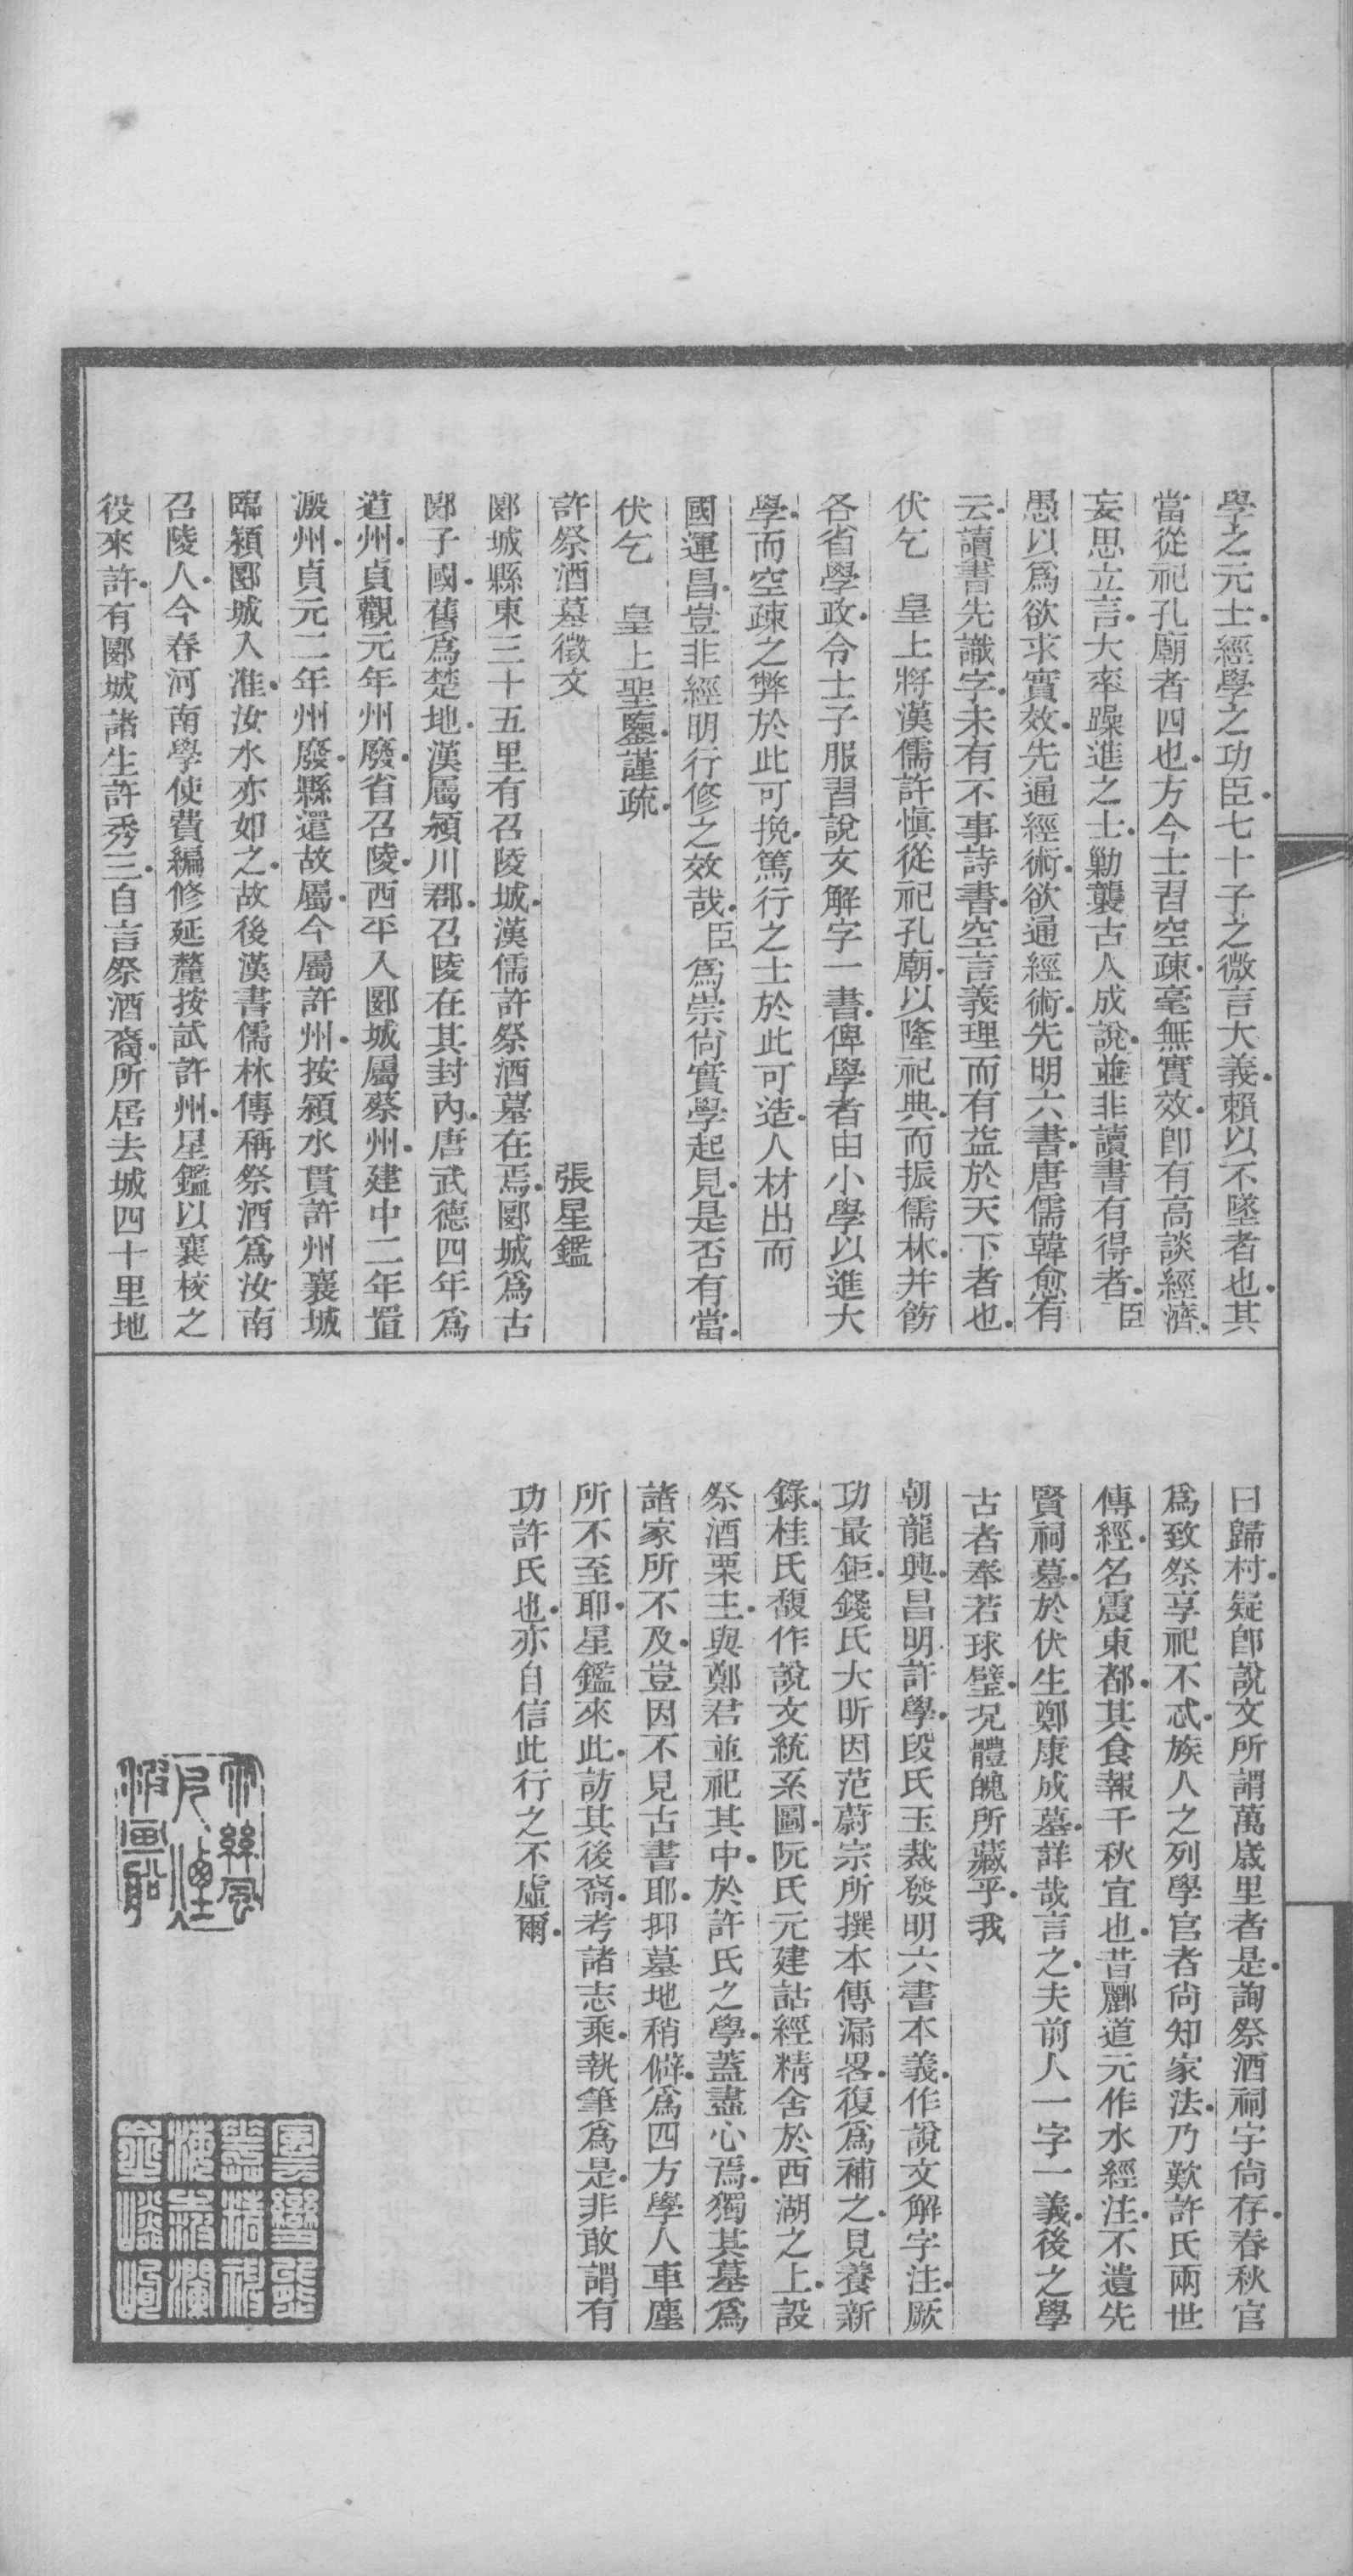 學之元士經學之功臣七十子之微言大義賴以不墜者也其
當從祀孔廟者四也方今士習空疎毫無實效卽有高談經濟
妄思立言大率躁進之士勦襲古人成說並非讀書有得者臣
愚以爲欲求實效先通經術欲通經術先明六書唐儒韓愈有
云讀書先識字未有不事詩書空言義理而有益於天下者也
伏乞　皇上將漢儒許愼從祀孔廟以隆祀典而振儒林并飭
各省學政令士子服習說文解字一書俾學者由小學以進大
學而空疎之弊於此可挽篤行之士於此可造人材出而
國運昌豈非經明行修之效哉臣爲崇尙實學起見是否有當
伏乞　皇上聖鑒謹疏
許祭酒墓徵文　張星鑑
郾城縣東三十五里有召陵城漢儒許祭酒墓在焉郾城爲古
郾子國舊爲楚地漢屬潁川郡召陵在其封內唐武德四年爲
道州貞觀元年州廢省召陵西平入郾城屬蔡州建中二年置
溵州貞元二年州廢縣還故屬今屬許州按潁水貫許州襄城
臨潁郾城入淮汝水亦如之故後漢書儒林傳稱祭酒爲汝南
召陵人今春河南學使費編修延釐按試許州星鑑以襄校之
役來許有郾城諸生許秀三自言祭酒裔所居去城四十里地
曰歸村疑卽說文所謂萬歲里者是詢祭酒祠宇尙存春秋官
爲致祭享祀不忒族人之列學官者尙知家法乃歎許氏兩世
傳經名震東都其食報千秋宜也昔酈道元作水經注不遺先
賢祠墓於伏生鄭康成墓詳哉言之夫前人一字一義後之學
古者奉若球璧況體魄所藏乎我
朝龍興昌明許學段氏玉裁發明六書本義作說文解字注厥
功最鉅錢氏大昕因范蔚宗所撰本傳漏畧復爲補之見養新
錄桂氏馥作說文統系圖阮氏元建詁經精舍於西湖之上設
祭酒栗主與鄭君並祀其中於許氏之學蓋盡心焉獨其墓爲
諸家所不及豈因不見古書耶抑墓地稍僻爲四方學人車塵
所不至耶星鑑來此訪其後裔考諸志乘執筆爲是非敢謂有
功許氏也亦自信此行之不虛爾